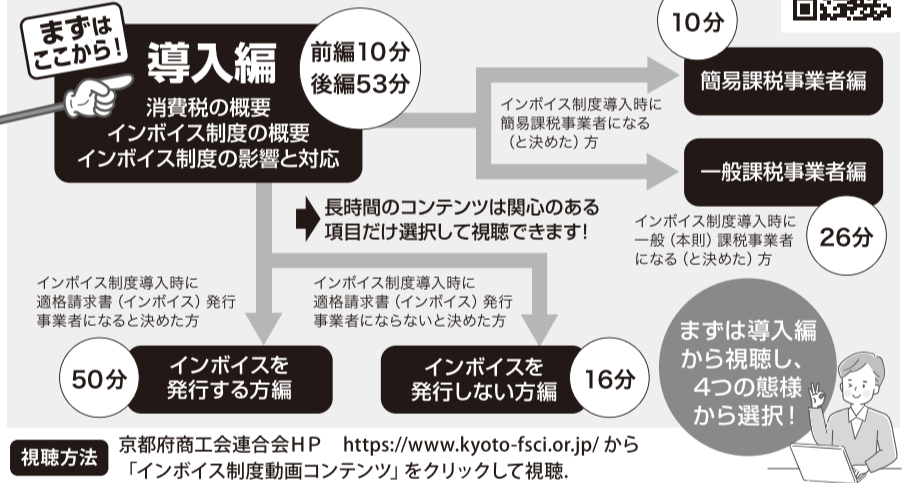 まずは
ここから！
導入編
前編10分
後編53分
消費税の概要
インボイス制度の概要
インボイス制度の影響と対応
10分
簡易課税事業者編
インボイス制度導入時に
簡易課税事業者になる
（と決めた）方
一般課税事業者編
インボイス制度導入時に
一般（本則）課税事業者
になる（と決めた）方
26分
長時間のコンテンツは関心のある
項目だけ選択して視聴できます！
インボイス制度導入時に
適格請求書（インボイス）発行
事業者になると決めた方
インボイス制度導入時に
適格請求書（インボイス）発行
事業者にならないと決めた方
50分
インボイスを
発行する方編
インボイスを
発行しない方編
16分
まずは導入編
から視聴し、
4つの態様
から選択！
視聴方法
京都府商工会連合会HP　https://www.kyoto-fsci.or.jp/ から
「インボイス制度動画コンテンツ」をクリックして視聴.